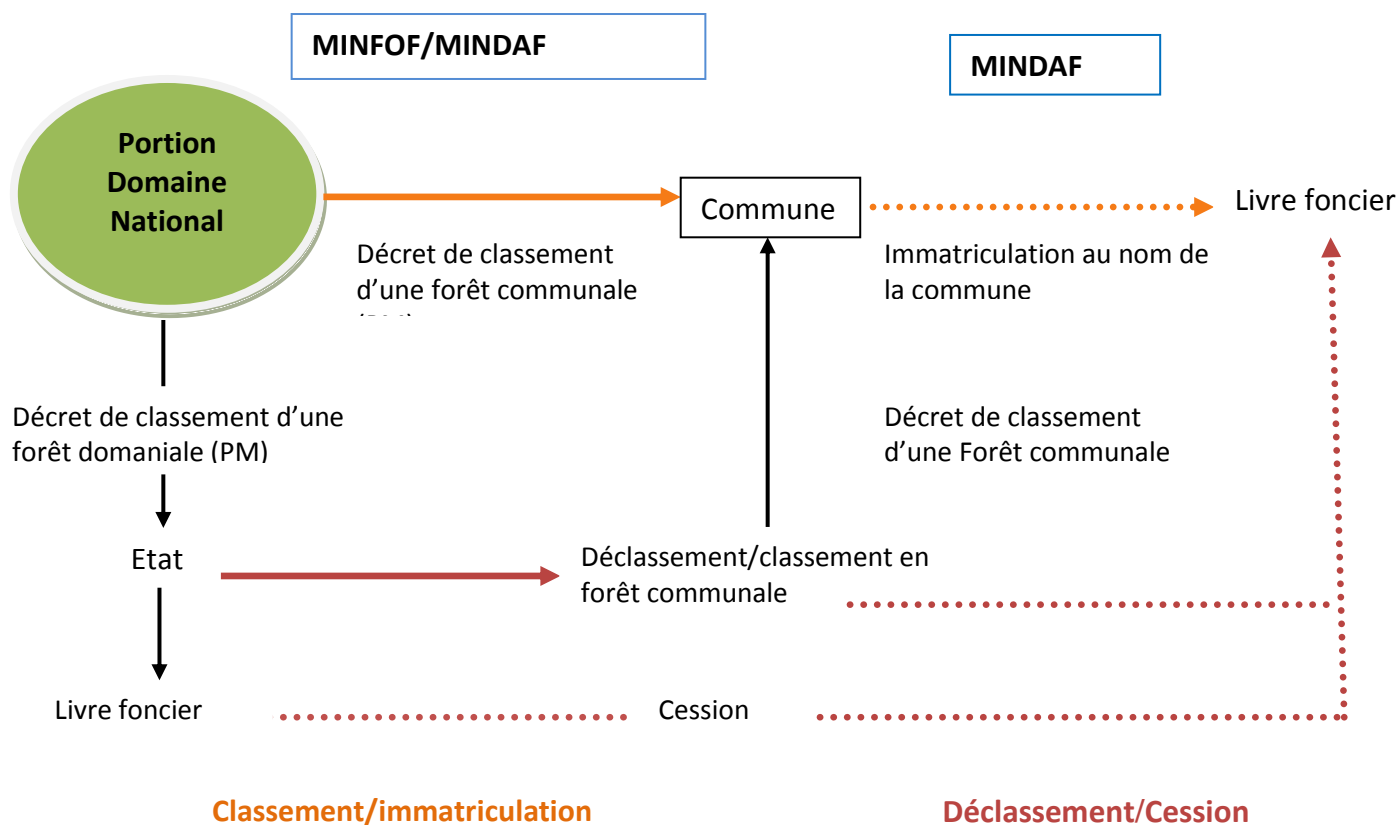 MINFOF/MINDAF
MINDAF
Portion
Domaine
National
Commune
Livre foncier
Décret de classement
d’une forêt communale
Immatriculation au nom de
la commune
Décret de classement d’une
forêt domaniale (PM)
Décret de classement
d’une Forêt communale
Etat
Déclassement/classement en
forêt communale
Livre foncier
Cession
Classement/immatriculation
Déclassement/Cession